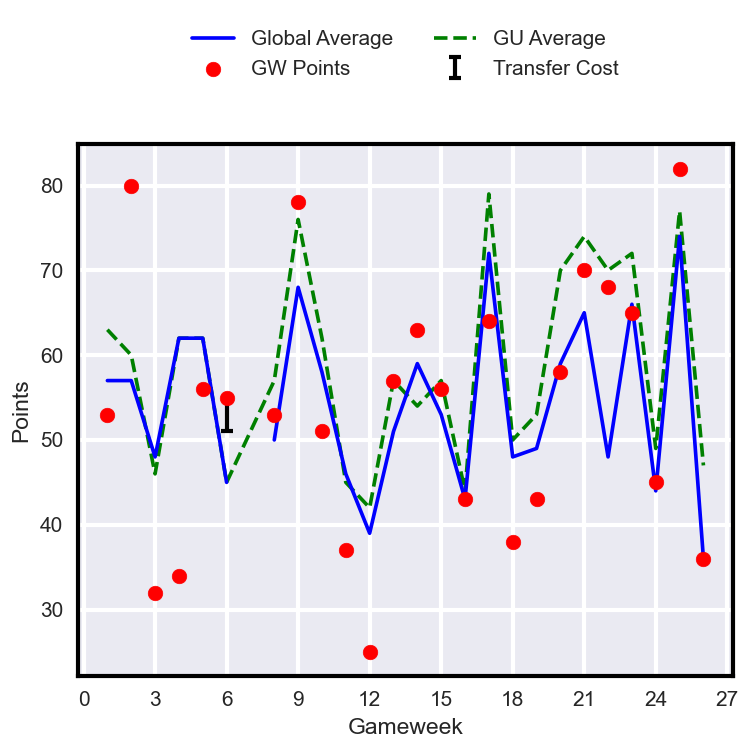 Global Average
GU Average
GW Points
Transfer Cost
80
70
60
50
40
30
Points
0 3 6 9 12 15 18 21 24 27
Gameweek